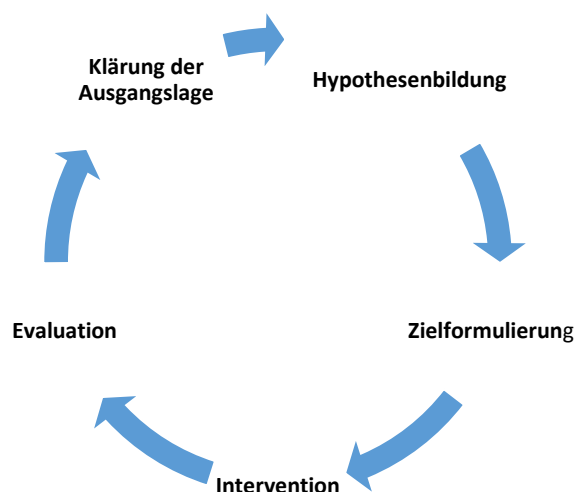 Klärung der
Ausgangslage
Hypothesenbildung
Zielformulierung
Intervention
Evaluation